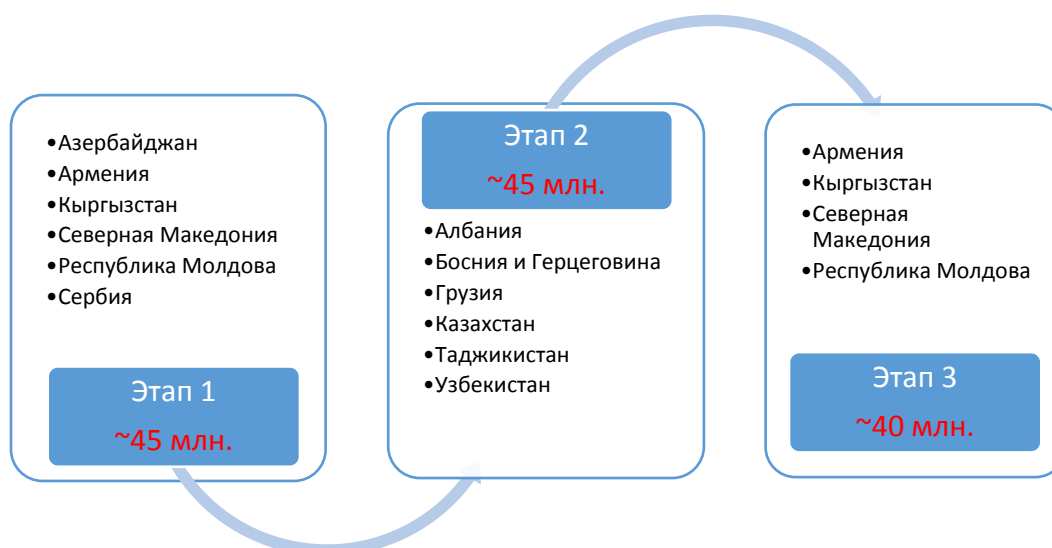 •Азербайджан
•Армения
•Кыргызстан
•Северная Македония
•Республика Молдова
•Сербия
Этап 1
~45 млн.
Этап 2
~45 млн.
•Албания
•Босния и Герцеговина
•Грузия
•Казахстан
•Таджикистан
•Узбекистан
•Армения
•Кыргызстан
•Северная
Македония
•Республика Молдова
Этап 3
~40 млн.